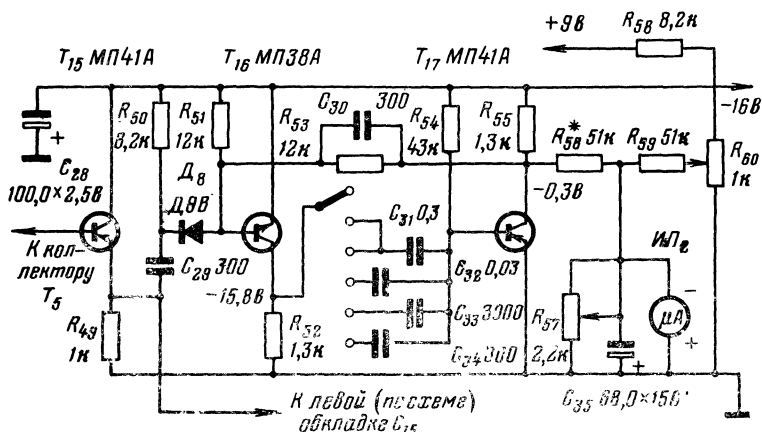 +9в
R58 8,2к
T15 МП41А
T16 МП38А
T17 МП41А
-16В
+
C28
100,0×2,5В
R50
8,2к
R51
12к
C30
300
R53
12к
R54
43к
R55
1,3к
R56* 51к
R59 51к
R60
1к
-0,3В
Д8
Д9В
К кол-
лектору
T5
C29 300
-15,8В
C31 0,3
C32 0,03
C33 3000
C34 300
ИП2
R57
2,2к
μА
-
+
R49
1к
R52
1,3к
+
C35 68,0×15В
К левой (по схеме)
обкладке C15